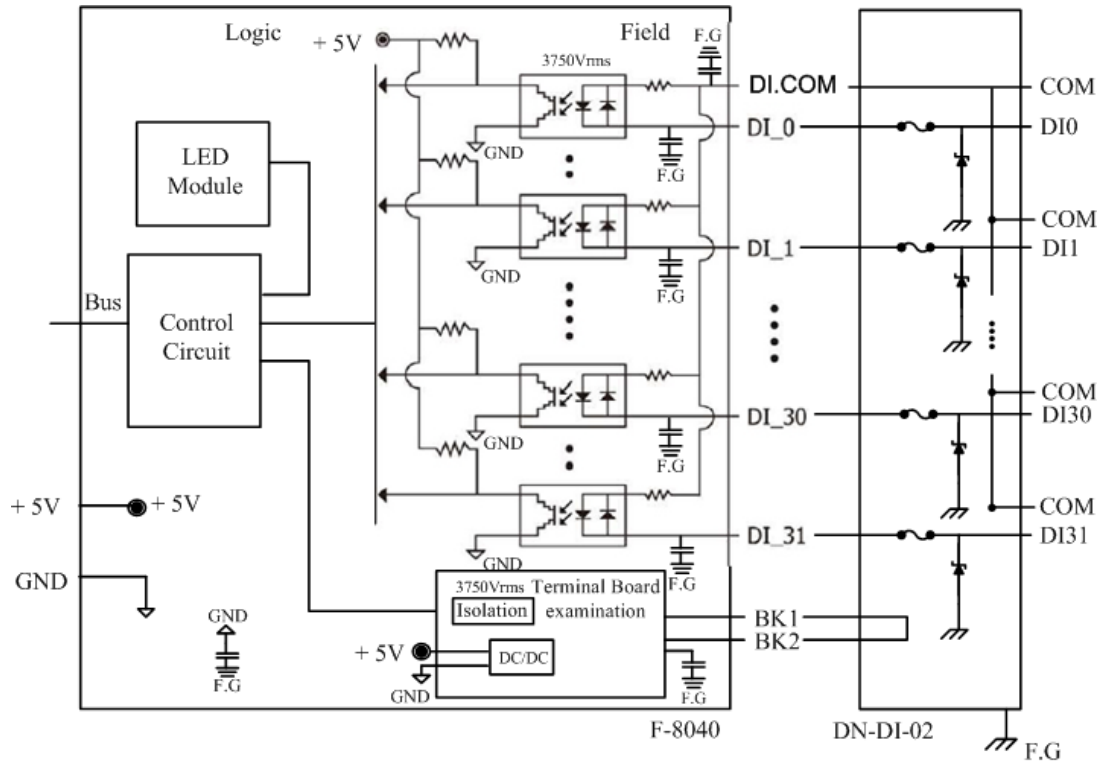 Logic
Field
+ 5V
3750Vrms
F.G
DI.COM
COM
DI_0
DI0
GND
F.G
LED
Module
COM
DI_1
DI1
GND
F.G
Bus
Control
Circuit
COM
DI_30
DI30
GND
F.G
+ 5V
+ 5V
COM
DI_31
DI31
GND
F.G
GND
3750Vrms
Terminal Board
examination
Isolation
GND
F.G
BK1
BK2
+ 5V
DC/DC
GND
F.G
F-8040
DN-DI-02
F.G